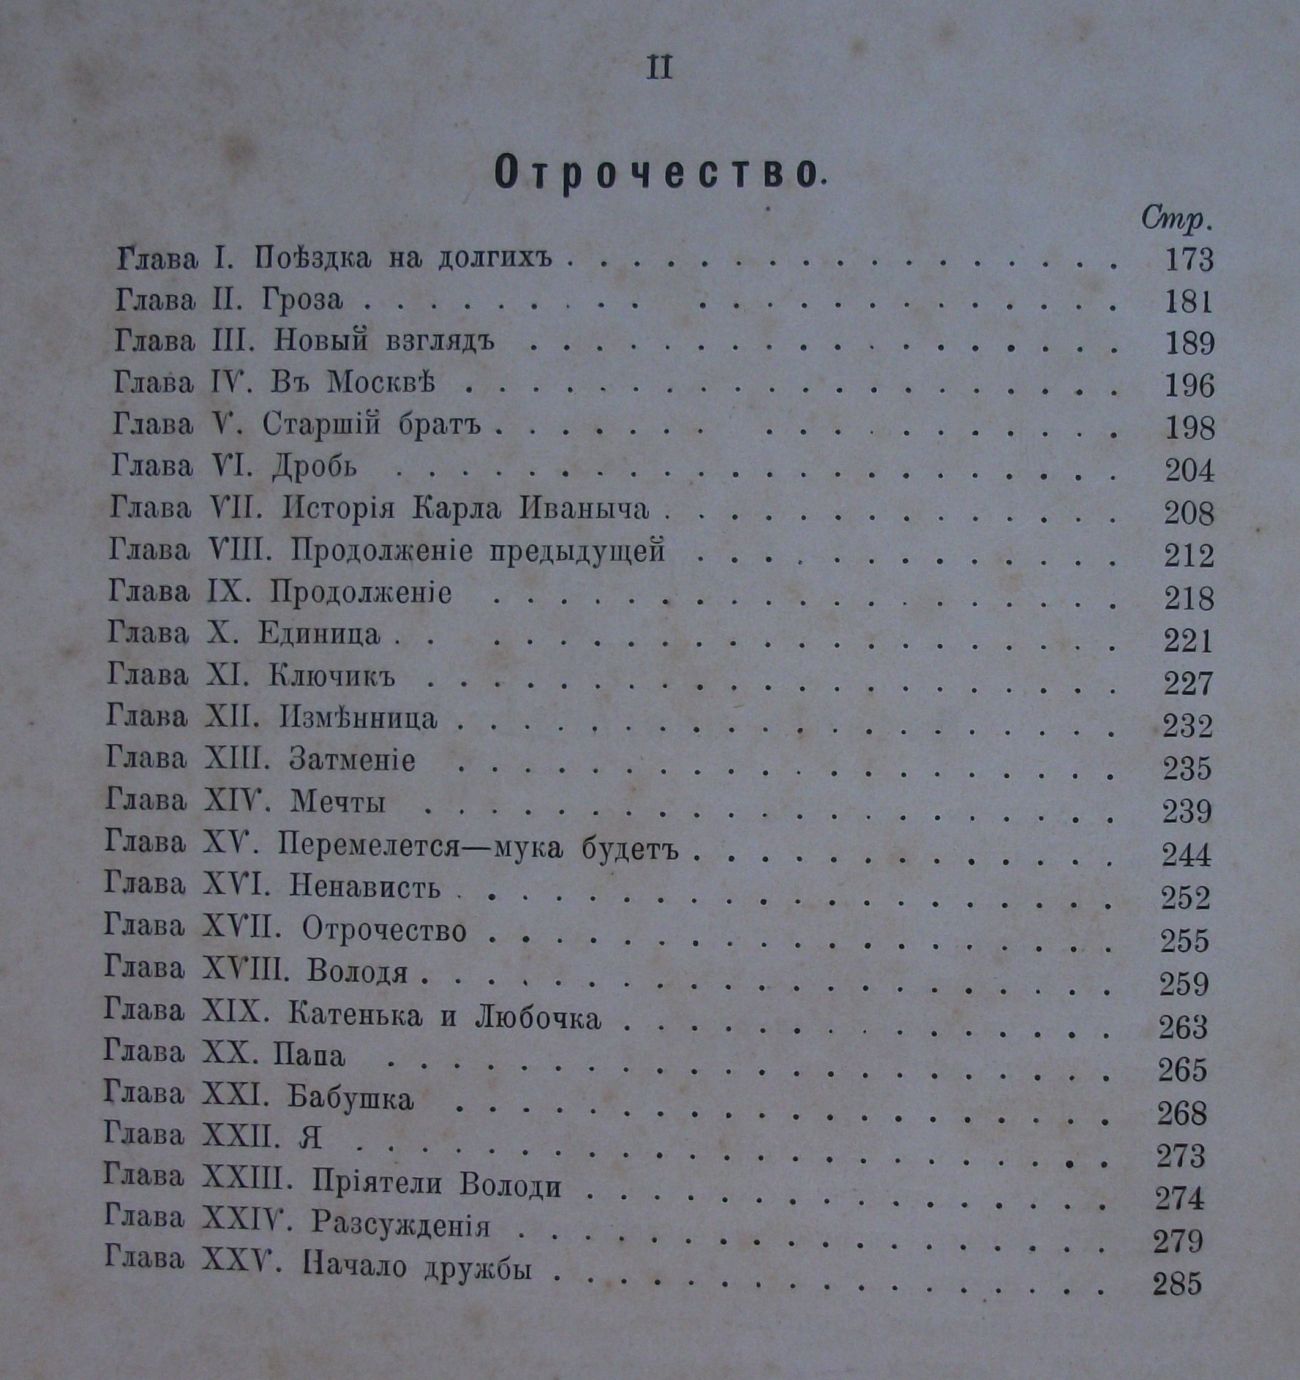 II
Отрочество.
Стр.
Глава I. Поѣздка на долгихъ . . . . . . . . . . . . . . . . . 173
Глава II. Гроза . . . . . . . . . . . . . . . . . . . . . . 181
Глава III. Новый взглядъ . . . . . . . . . . . . . . . . . . 189
Глава IV. Въ Москвѣ . . . . . . . . . . . . . . . . . . . . 196
Глава V. Старшій братъ . . . . . . . . . . . . . . . . . . 198
Глава VI. Дробь . . . . . . . . . . . . . . . . . . . . . . 204
Глава VII. Исторія Карла Иваныча . . . . . . . . . . . . . . 208
Глава VIII. Продолженіе предыдущей . . . . . . . . . . . . . 212
Глава IX. Продолженіе . . . . . . . . . . . . . . . . . . . 218
Глава X. Единица . . . . . . . . . . . . . . . . . . . . . 221
Глава XI. Ключикъ . . . . . . . . . . . . . . . . . . . . . 227
Глава XII. Измѣнница . . . . . . . . . . . . . . . . . . . . 232
Глава XIII. Затменіе . . . . . . . . . . . . . . . . . . . . 235
Глава XIV. Мечты . . . . . . . . . . . . . . . . . . . . . 239
Глава XV. Перемелется—мука будетъ . . . . . . . . . . . . . 244
Глава XVI. Ненависть . . . . . . . . . . . . . . . . . . . . 252
Глава XVII. Отрочество . . . . . . . . . . . . . . . . . . . 255
Глава XVIII. Володя . . . . . . . . . . . . . . . . . . . . . 259
Глава XIX. Катенька и Любочка . . . . . . . . . . . . . . . 263
Глава XX. Папа . . . . . . . . . . . . . . . . . . . . . . 265
Глава XXI. Бабушка . . . . . . . . . . . . . . . . . . . . 268
Глава XXII. Я . . . . . . . . . . . . . . . . . . . . . . . 273
Глава XXIII. Пріятели Володи . . . . . . . . . . . . . . . . 274
Глава XXIV. Разсужденія . . . . . . . . . . . . . . . . . . 279
Глава XXV. Начало дружбы . . . . . . . . . . . . . . . . . 285